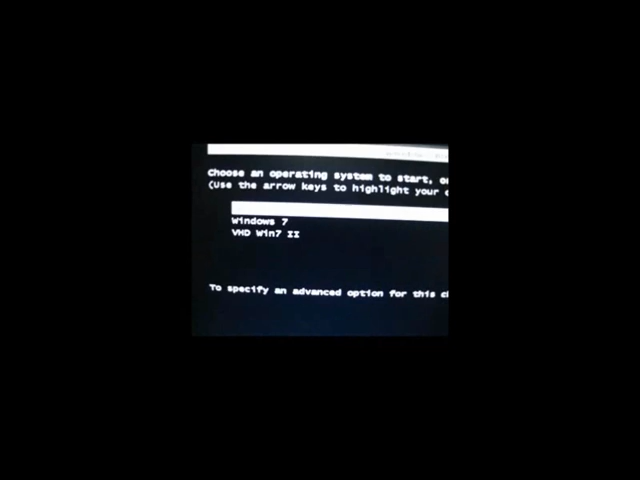 Choose an operating system to start, o
(Use the arrow keys to highlight your
Windows 7
VHD Win7 II
To specify an advanced option for this c